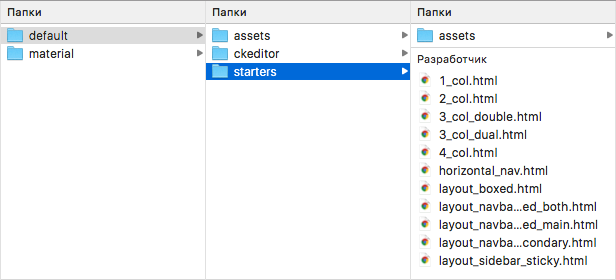 Папки
default
material
Папки
assets
ckeditor
starters
Папки
assets
Разработчик
1_col.html
2_col.html
3_col_double.html
3_col_dual.html
4_col.html
horizontal_nav.html
layout_boxed.html
layout_navba...ed_both.html
layout_navba...ed_main.html
layout_navba...condary.html
layout_sidebar_sticky.html